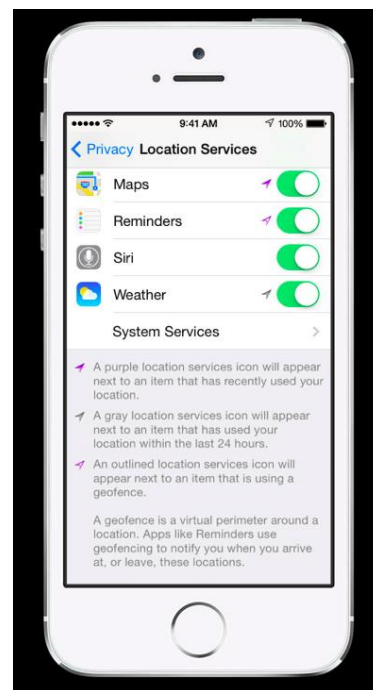 9:41 AM
100%
Privacy
Location Services
Maps
Reminders
Siri
Weather
System Services
A purple location services icon will appear
next to an item that has recently used your
location.
A gray location services icon will appear
next to an item that has used your
location within the last 24 hours.
An outlined location services icon will
appear next to an item that is using a
geofence.
A geofence is a virtual perimeter around a
location. Apps like Reminders use
geofencing to notify you when you arrive
at, or leave, these locations.